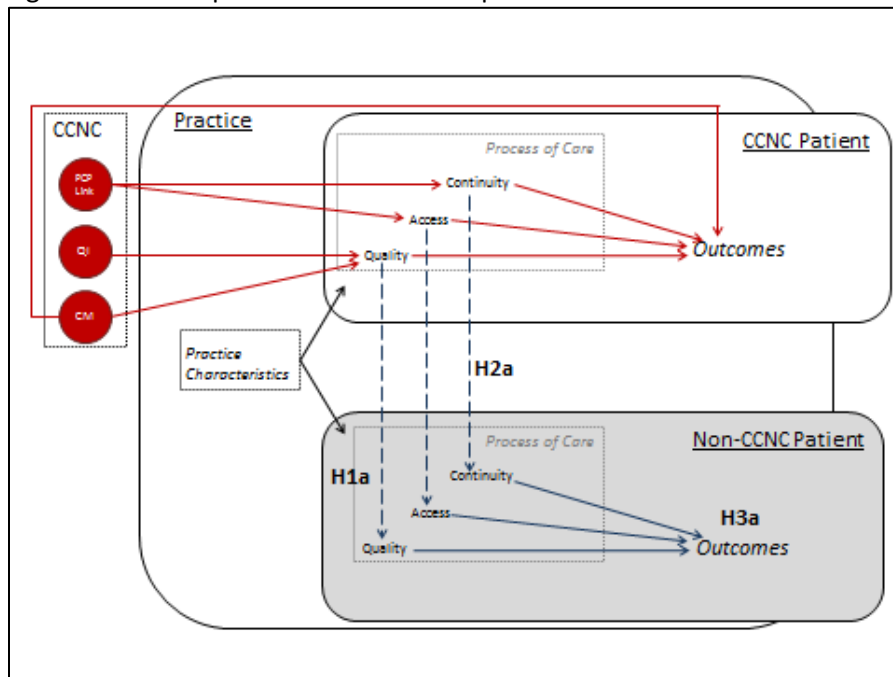 CCNC
PCP
Link
QI
CM
Practice
CCNC Patient
Process of Care
Continuity
Access
Quality
Outcomes
Practice
Characteristics
H2a
Non-CCNC Patient
Process of Care
H1a
Continuity
Access
Quality
H3a
Outcomes